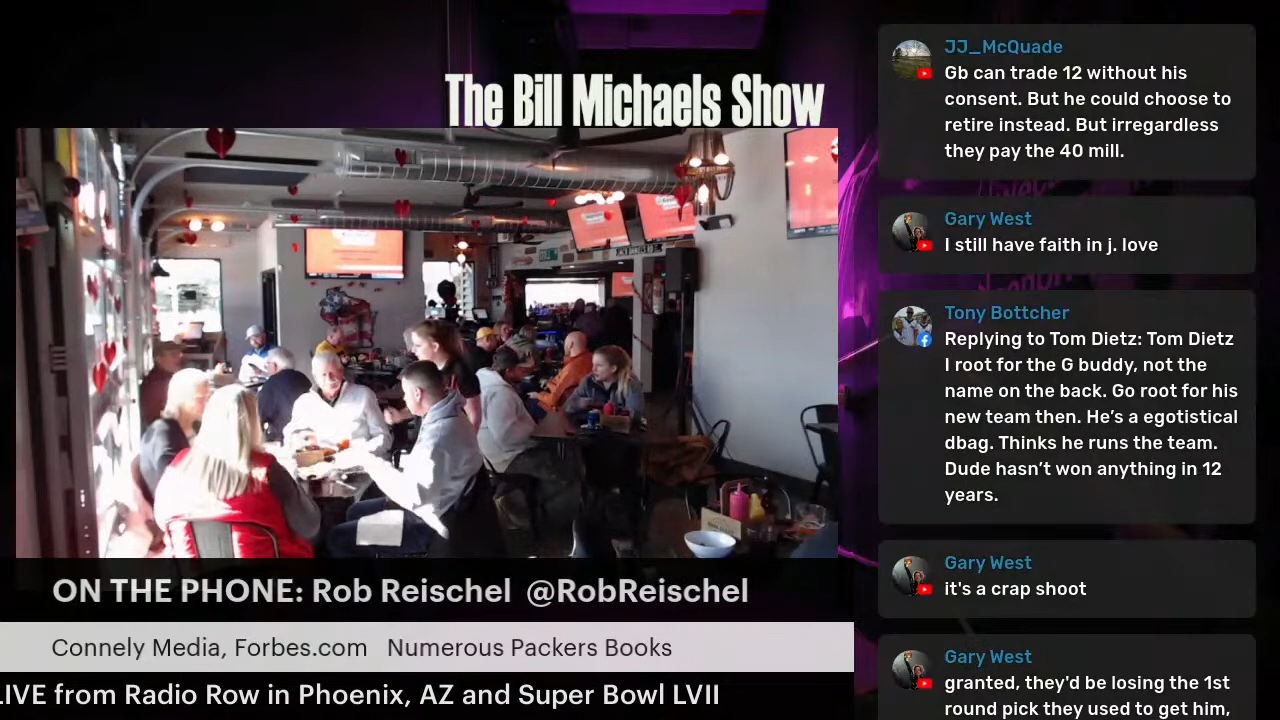 The Bill Michaels Show
ON THE PHONE: Rob Reischel @RobReischel
Connely Media, Forbes.com Numerous Packers Books
LIVE from Radio Row in Phoenix, AZ and Super Bowl LVII
JJ_McQuade
Gb can trade 12 without his
consent. But he could choose to
retire instead. But irregardless
they pay the 40 mill.
Gary West
I still have faith in j. love
Tony Bottcher
Replying to Tom Dietz: Tom Dietz
I root for the G buddy, not the
name on the back. Go root for his
new team then. He’s a egotistical
dbag. Thinks he runs the team.
Dude hasn’t won anything in 12
years.
Gary West
it's a crap shoot
Gary West
granted, they'd be losing the 1st
round pick they used to get him,